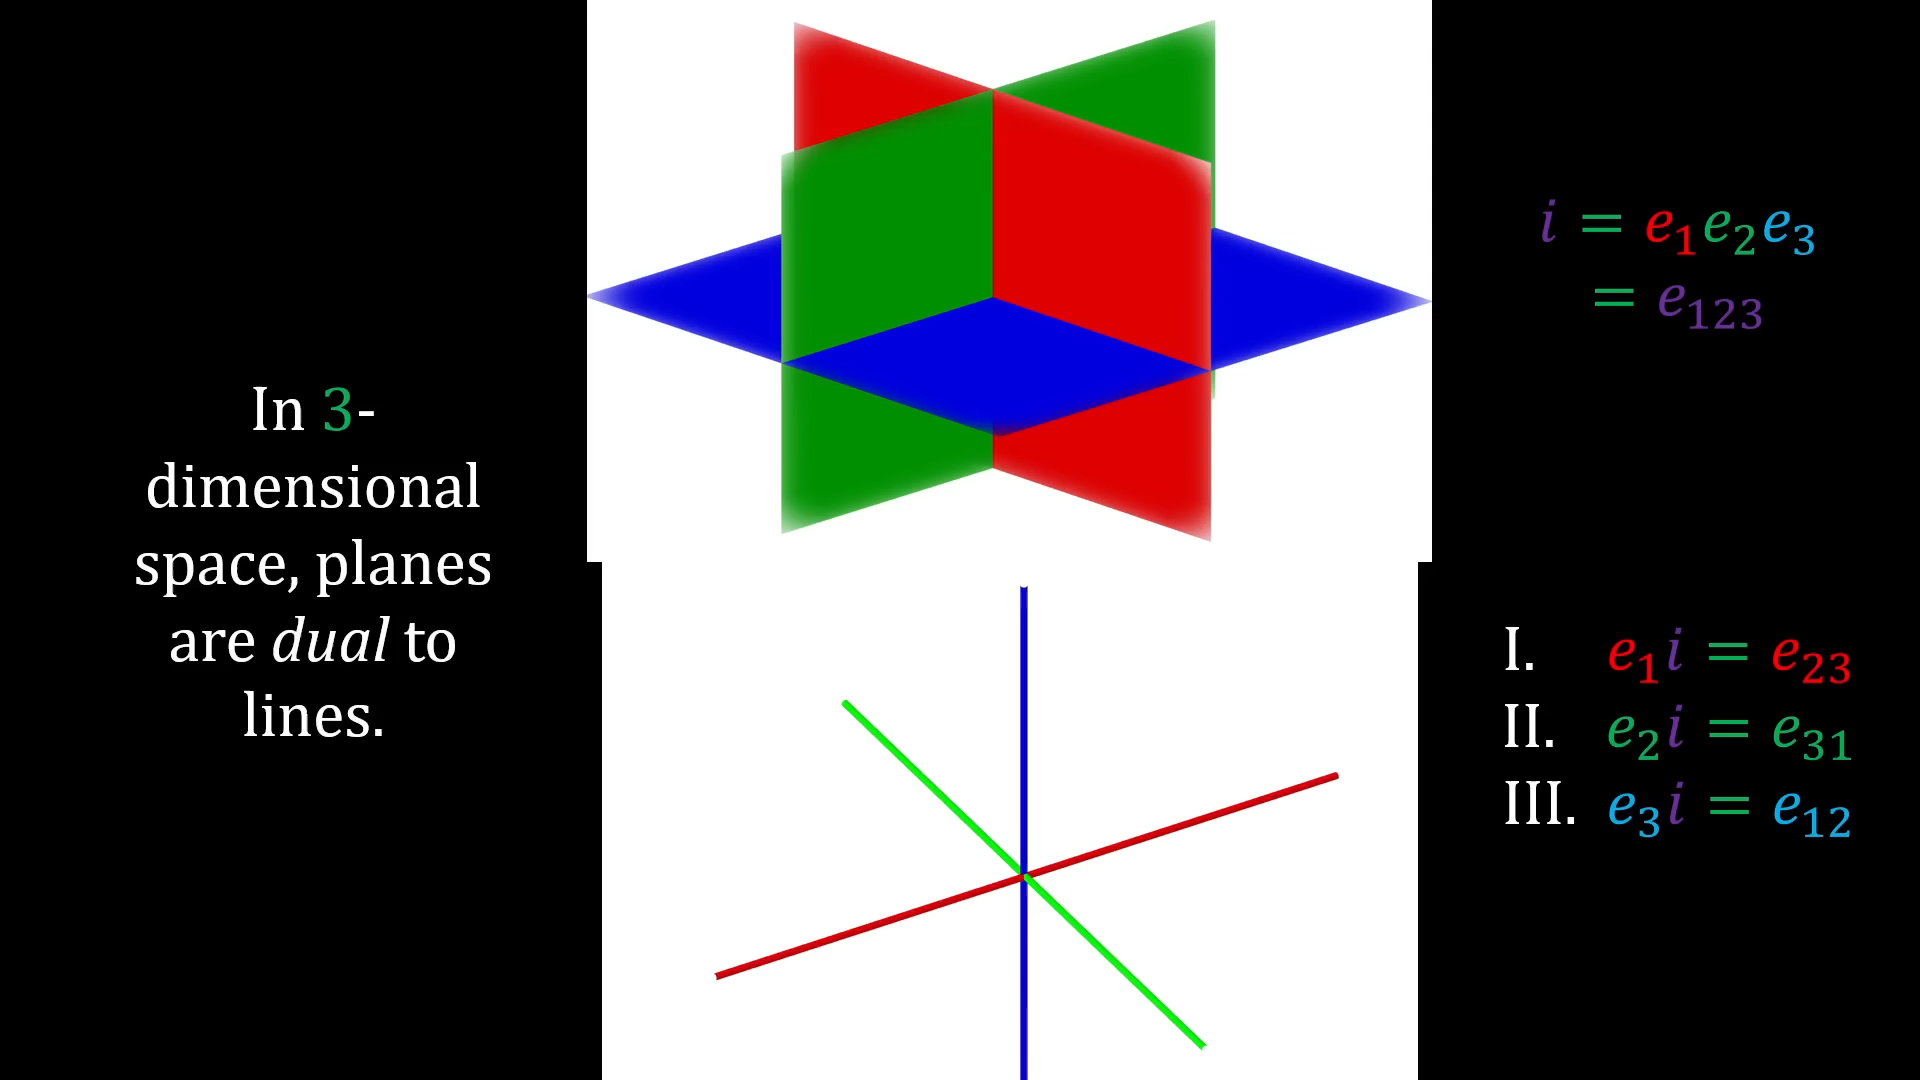 In 3-
dimensional
space, planes
are dual to
lines.
i = e₁e₂e₃
= e₁₂₃
I. e₁i = e₂₃
II. e₂i = e₃₁
III. e₃i = e₁₂